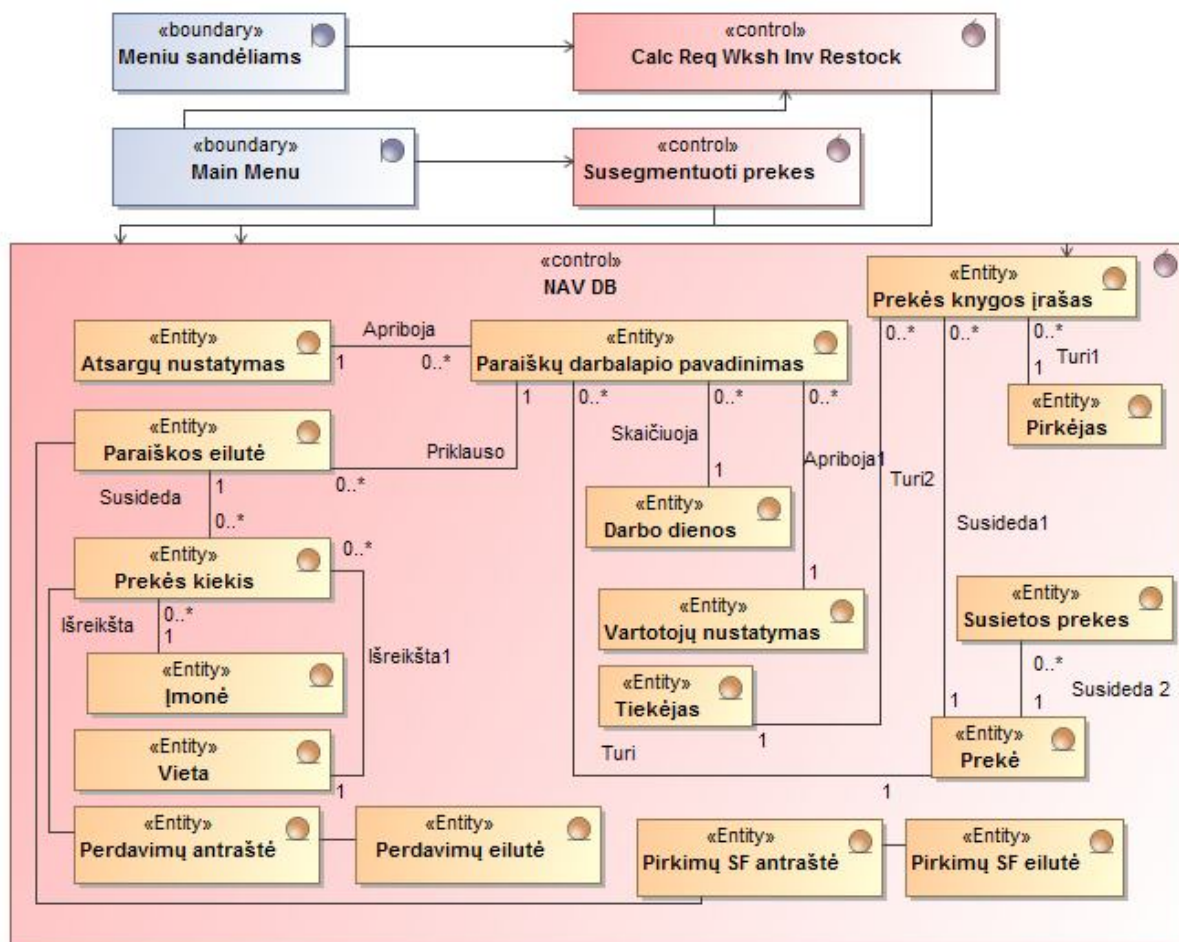 «boundary»
Meniu sandėliams
«control»
Calc Req Wksh Inv Restock
«boundary»
Main Menu
«control»
Susegmentuoti prekes
«control»
NAV DB
«Entity»
Prekės knygos įrašas
«Entity»
Atsargų nustatymas
Apriboja
1
0..*
«Entity»
Paraiškų darbalapio pavadinimas
0..*
0..*
0..*
Turi1
1
«Entity»
Pirkėjas
1
0..*
0..*
0..*
«Entity»
Paraiškos eilutė
Priklauso
0..*
Skaičiuoja
1
Apriboja1
Turi2
Susideda
1
0..*
«Entity»
Darbo dienos
Susideda1
«Entity»
Prekės kiekis
0..*
1
«Entity»
Vartotojų nustatymas
«Entity»
Susietos prekes
Išreikšta
0..*
1
Išreikšta1
«Entity»
Įmonė
«Entity»
Tiekėjas
1
0..*
Susideda 2
1
1
«Entity»
Vieta
1
Turi
«Entity»
Prekė
1
«Entity»
Perdavimų antraštė
«Entity»
Perdavimų eilutė
«Entity»
Pirkimų SF antraštė
«Entity»
Pirkimų SF eilutė